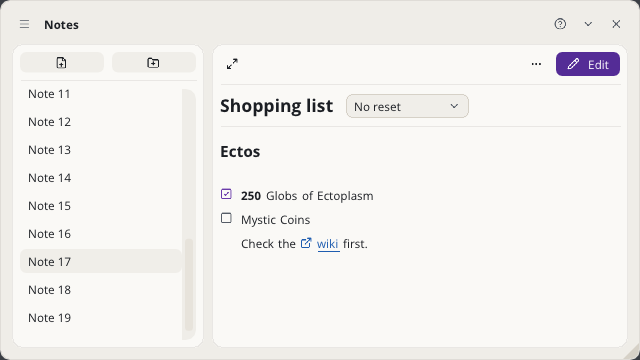 Notes
Note 11
Note 12
Note 13
Note 14
Note 15
Note 16
Note 17
Note 18
Note 19
Edit
Shopping list
No reset
Ectos
250 Globs of Ectoplasm
Mystic Coins
Check the wiki first.